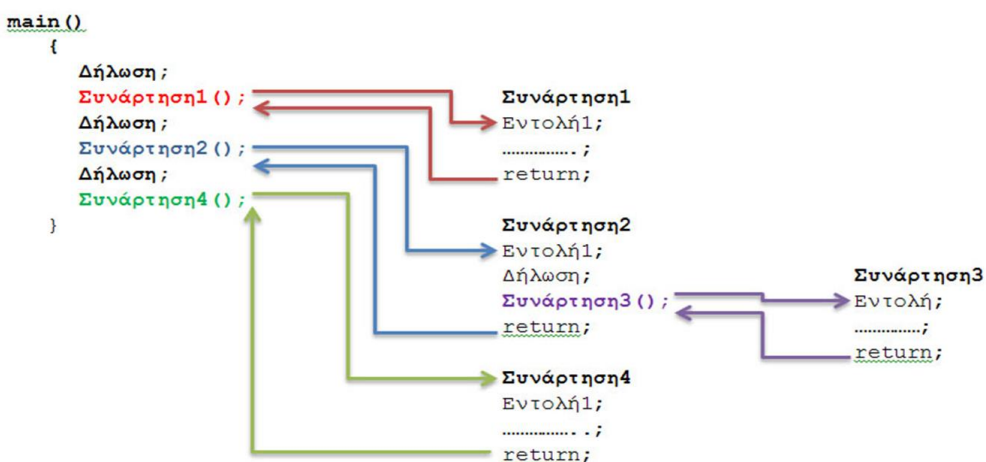 main()
{
Δήλωση;
Συνάρτηση1();
Δήλωση;
Συνάρτηση2();
Δήλωση;
Συνάρτηση4();
}
Συνάρτηση1
Εντολή1;
…………….;
return;
Συνάρτηση2
Εντολή1;
Δήλωση;
Συνάρτηση3();
return;
Συνάρτηση3
Εντολή;
……………;
return;
Συνάρτηση4
Εντολή1;
……………..;
return;